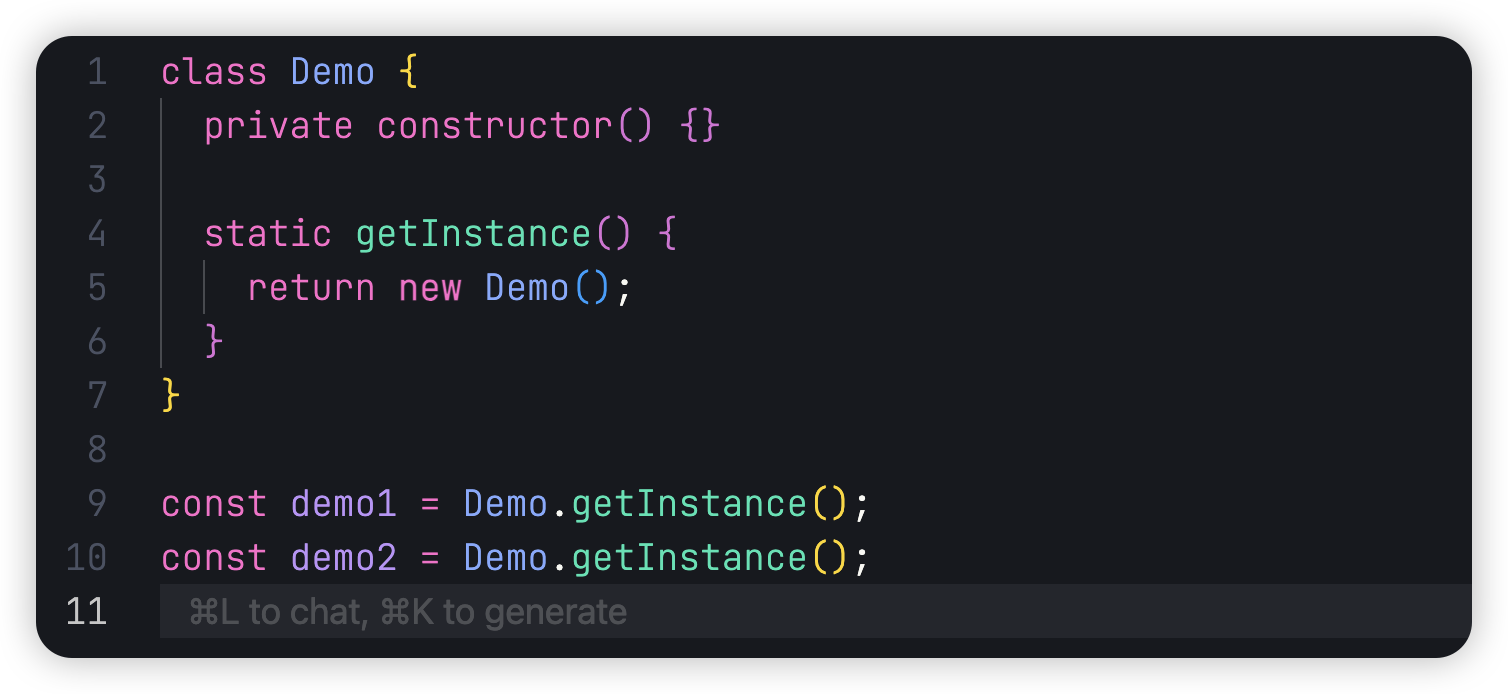 1 class Demo {
2   private constructor() {}
3
4   static getInstance() {
5     return new Demo();
6   }
7 }
8
9 const demo1 = Demo.getInstance();
10 const demo2 = Demo.getInstance();
11 ⌘L to chat, ⌘K to generate